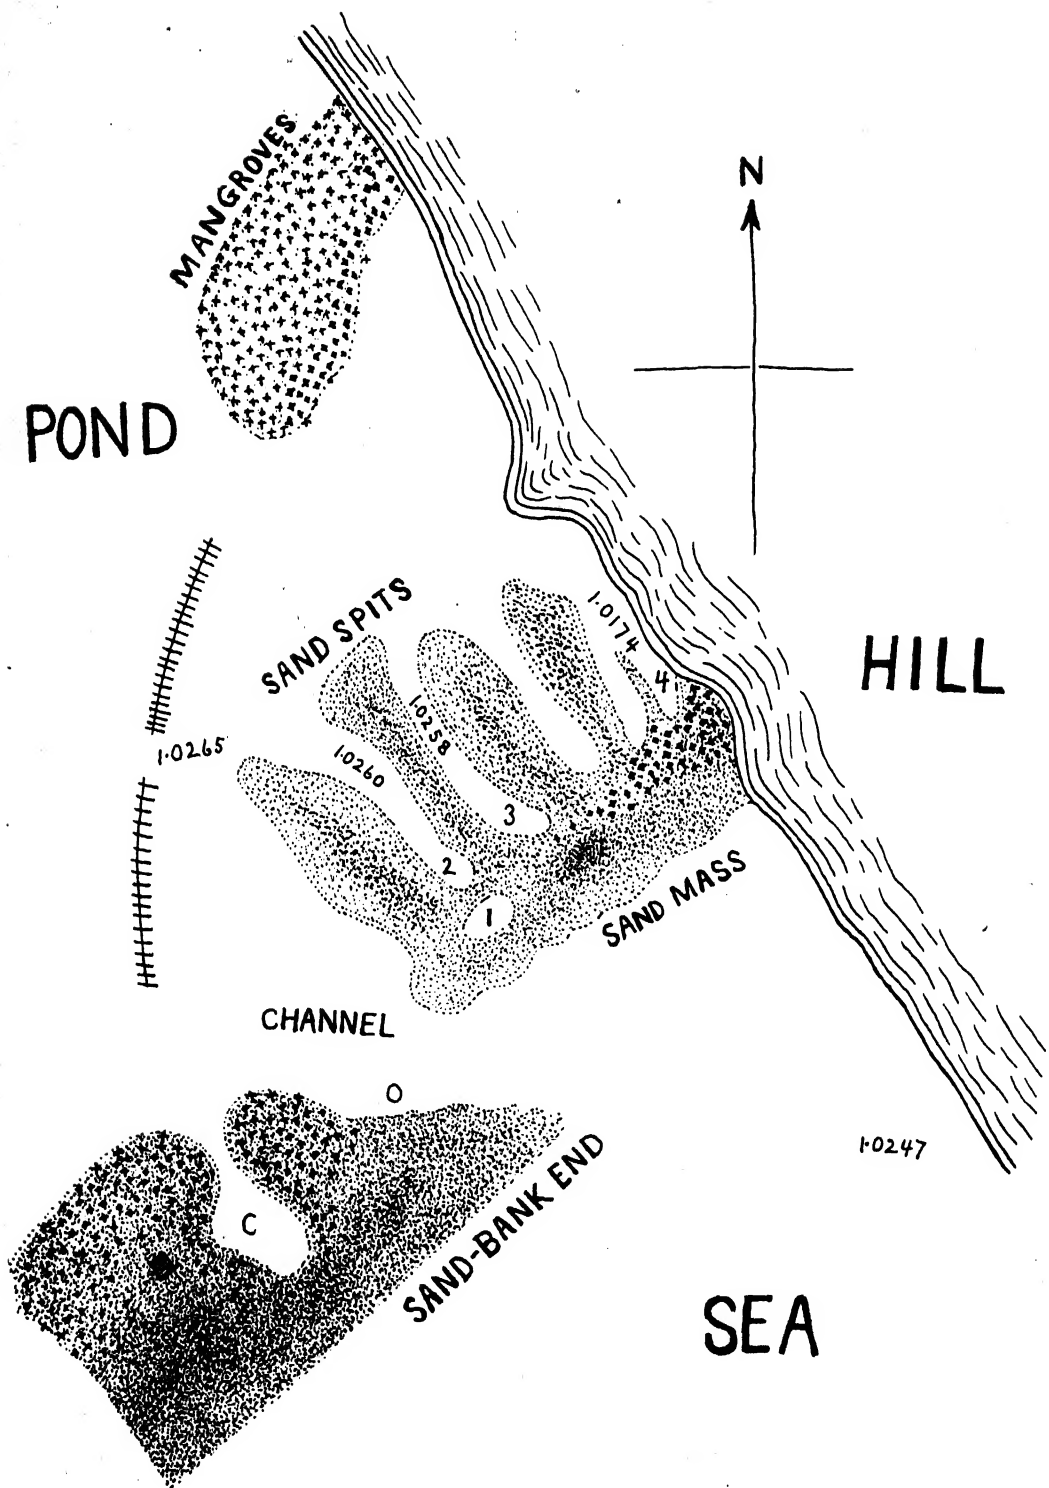 N
MANGROVES
POND
HILL
SAND SPITS
1.0174
4
1.0258
1.0265
1.0260
3
2
1
SAND MASS
CHANNEL
O
1.0247
C
SAND-BANK END
SEA